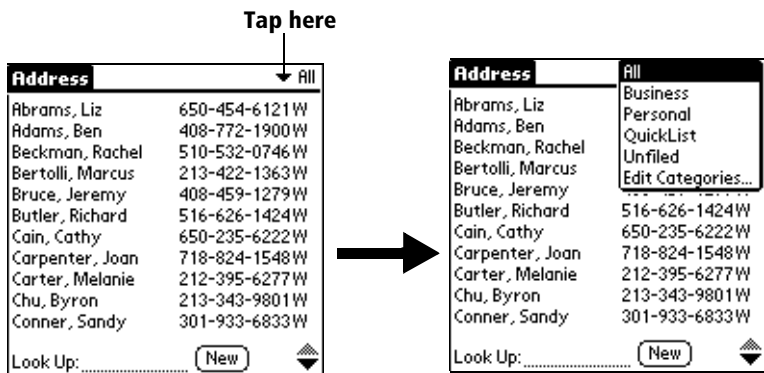 Tap here
Address All
Abrams, Liz 650-454-6121W
Adams, Ben 408-772-1900W
Beckman, Rachel 510-532-0746W
Bertolli, Marcus 213-422-1363W
Bruce, Jeremy 408-459-1279W
Butler, Richard 516-626-1424W
Cain, Cathy 650-235-6222W
Carpenter, Joan 718-824-1548W
Carter, Melanie 212-395-6277W
Chu, Byron 213-343-9801W
Conner, Sandy 301-933-6833W
Look Up: New
Address
All
Business
Personal
QuickList
Unfiled
Edit Categories...
Abrams, Liz
Adams, Ben
Beckman, Rachel
Bertolli, Marcus
Bruce, Jeremy
Butler, Richard 516-626-1424W
Cain, Cathy 650-235-6222W
Carpenter, Joan 718-824-1548W
Carter, Melanie 212-395-6277W
Chu, Byron 213-343-9801W
Conner, Sandy 301-933-6833W
Look Up: New